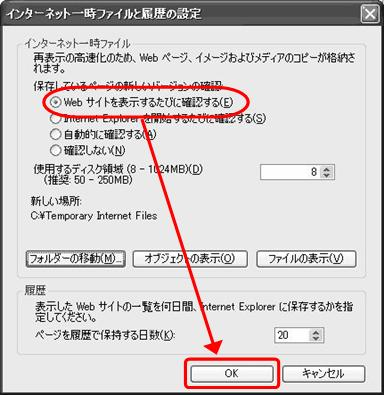 インターネット一時ファイルと履歴の設定
インターネット一時ファイル
再表示の高速化のため、Web ページ、イメージおよびメディアのコピーが格納さ
れます。
保存しているページの新しいバージョンの確認:
Web サイトを表示するたびに確認する(E)
Internet Explorer を開始するたびに確認する(S)
自動的に確認する(A)
確認しない(N)
使用するディスク領域 (8 - 1024MB)(D)
(推奨: 50 - 250MB)
8
新しい場所:
C:¥Temporary Internet Files
フォルダーの移動(M)...
オブジェクトの表示(O)
ファイルの表示(V)
履歴
表示した Web サイトの一覧を何日間、Internet Explorer に保存するかを指
定してください。
ページを履歴で保持する日数(K):
20
OK
キャンセル